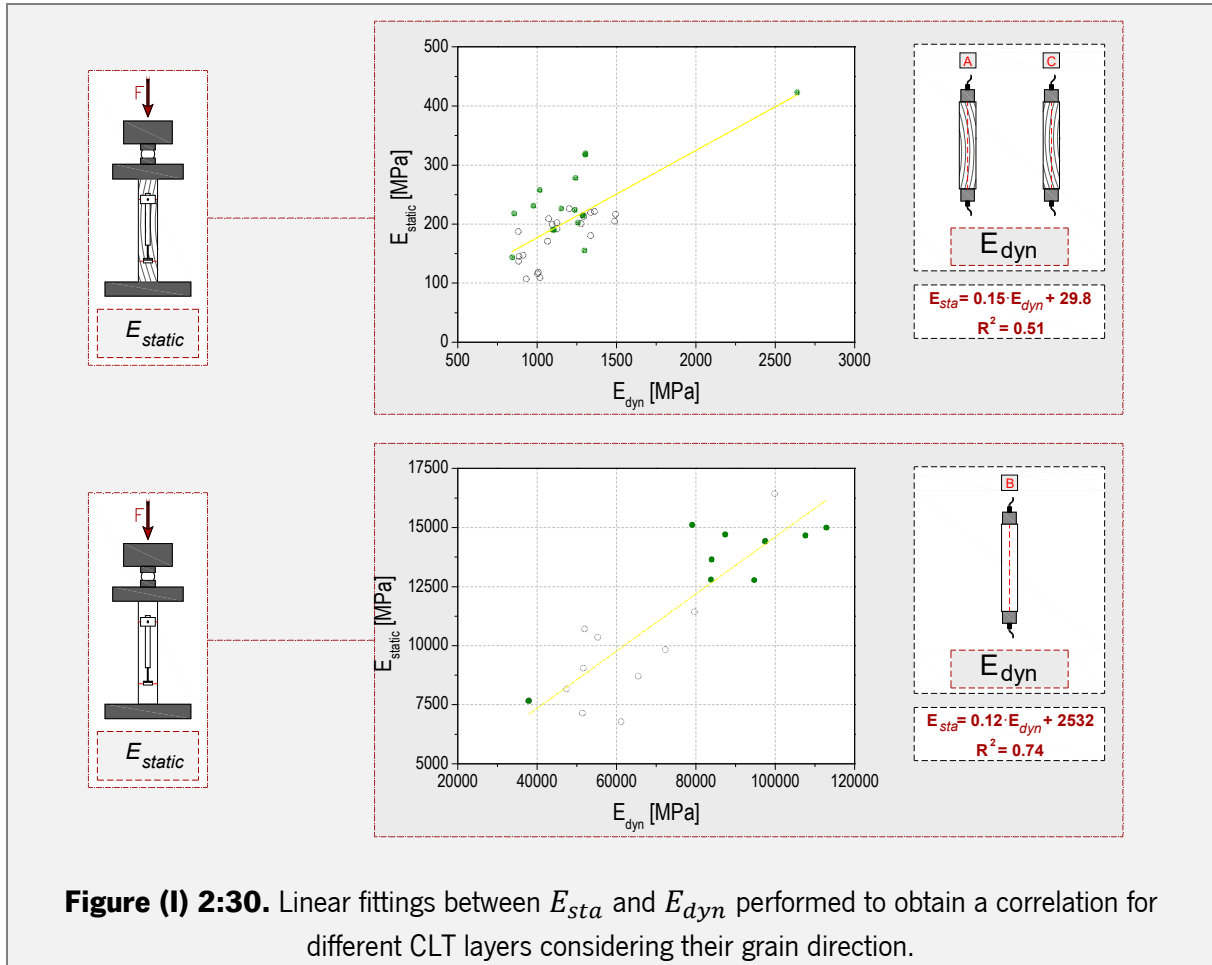 F
E_static
500
400
300
200
100
0
E_static [MPa]
500 1000 1500 2000 2500 3000
E_dyn [MPa]
A C
E_dyn
E_sta = 0.15·E_dyn + 29.8
R² = 0.51
F
E_static
17500
15000
12500
10000
7500
5000
E_static [MPa]
20000 40000 60000 80000 100000 120000
E_dyn [MPa]
B
E_dyn
E_sta = 0.12·E_dyn + 2532
R² = 0.74
Figure (I) 2:30. Linear fittings between E_sta and E_dyn performed to obtain a correlation for
different CLT layers considering their grain direction.